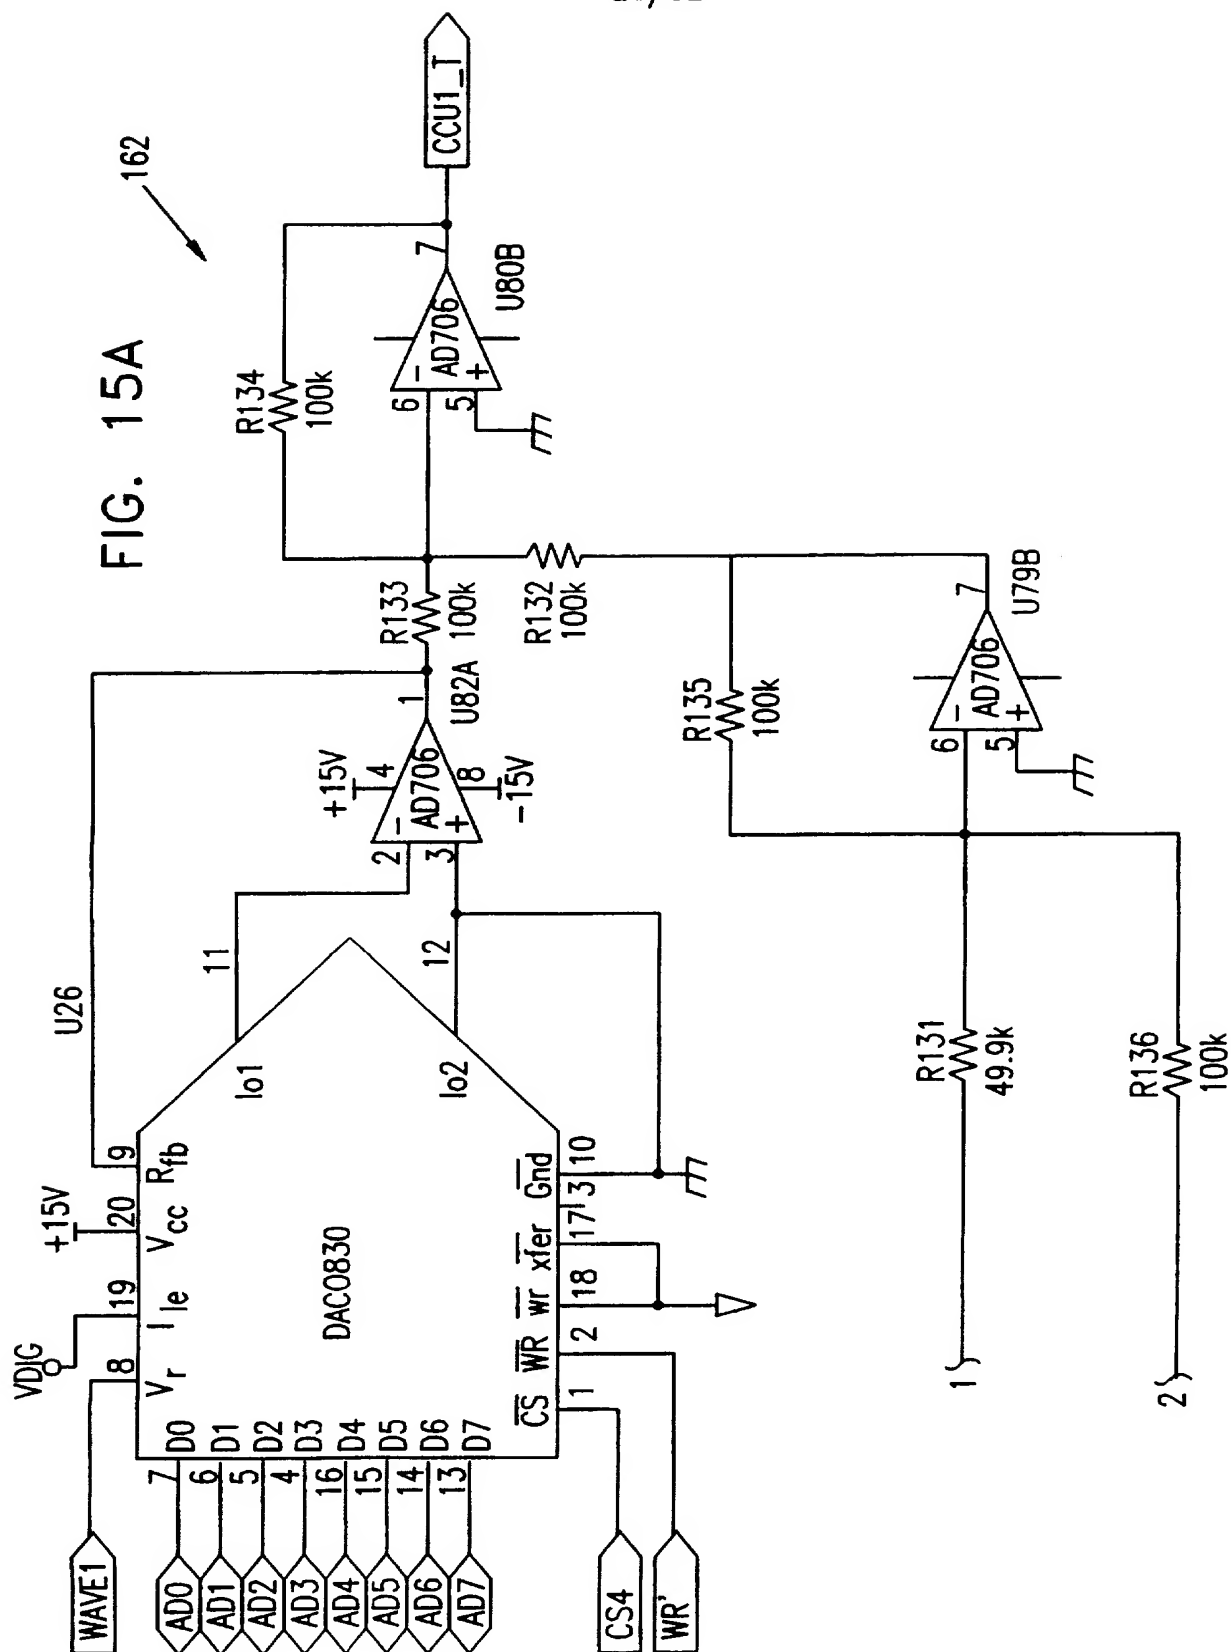 FIG. 15A
162
WAVE1
VDIG
+15V
U26
8
19
20
9
Vr
Ile
Vcc
Rfb
AD0
7
D0
AD1
6
D1
AD2
5
D2
AD3
4
D3
AD4
16
D4
AD5
15
D5
AD6
14
D6
AD7
13
D7
DAC0830
Io1
11
Io2
12
CS
WR
wr
xfer
Gnd
1
2
18
17
3
10
CS4
WR'
+15V
4
2
−
AD706
3
+
8
-15V
1
U82A
R133
100k
R134
100k
R132
100k
6
−
AD706
5
+
7
U80B
CCU1_T
R135
100k
6
−
AD706
5
+
7
U79B
1
R131
49.9k
2
R136
100k